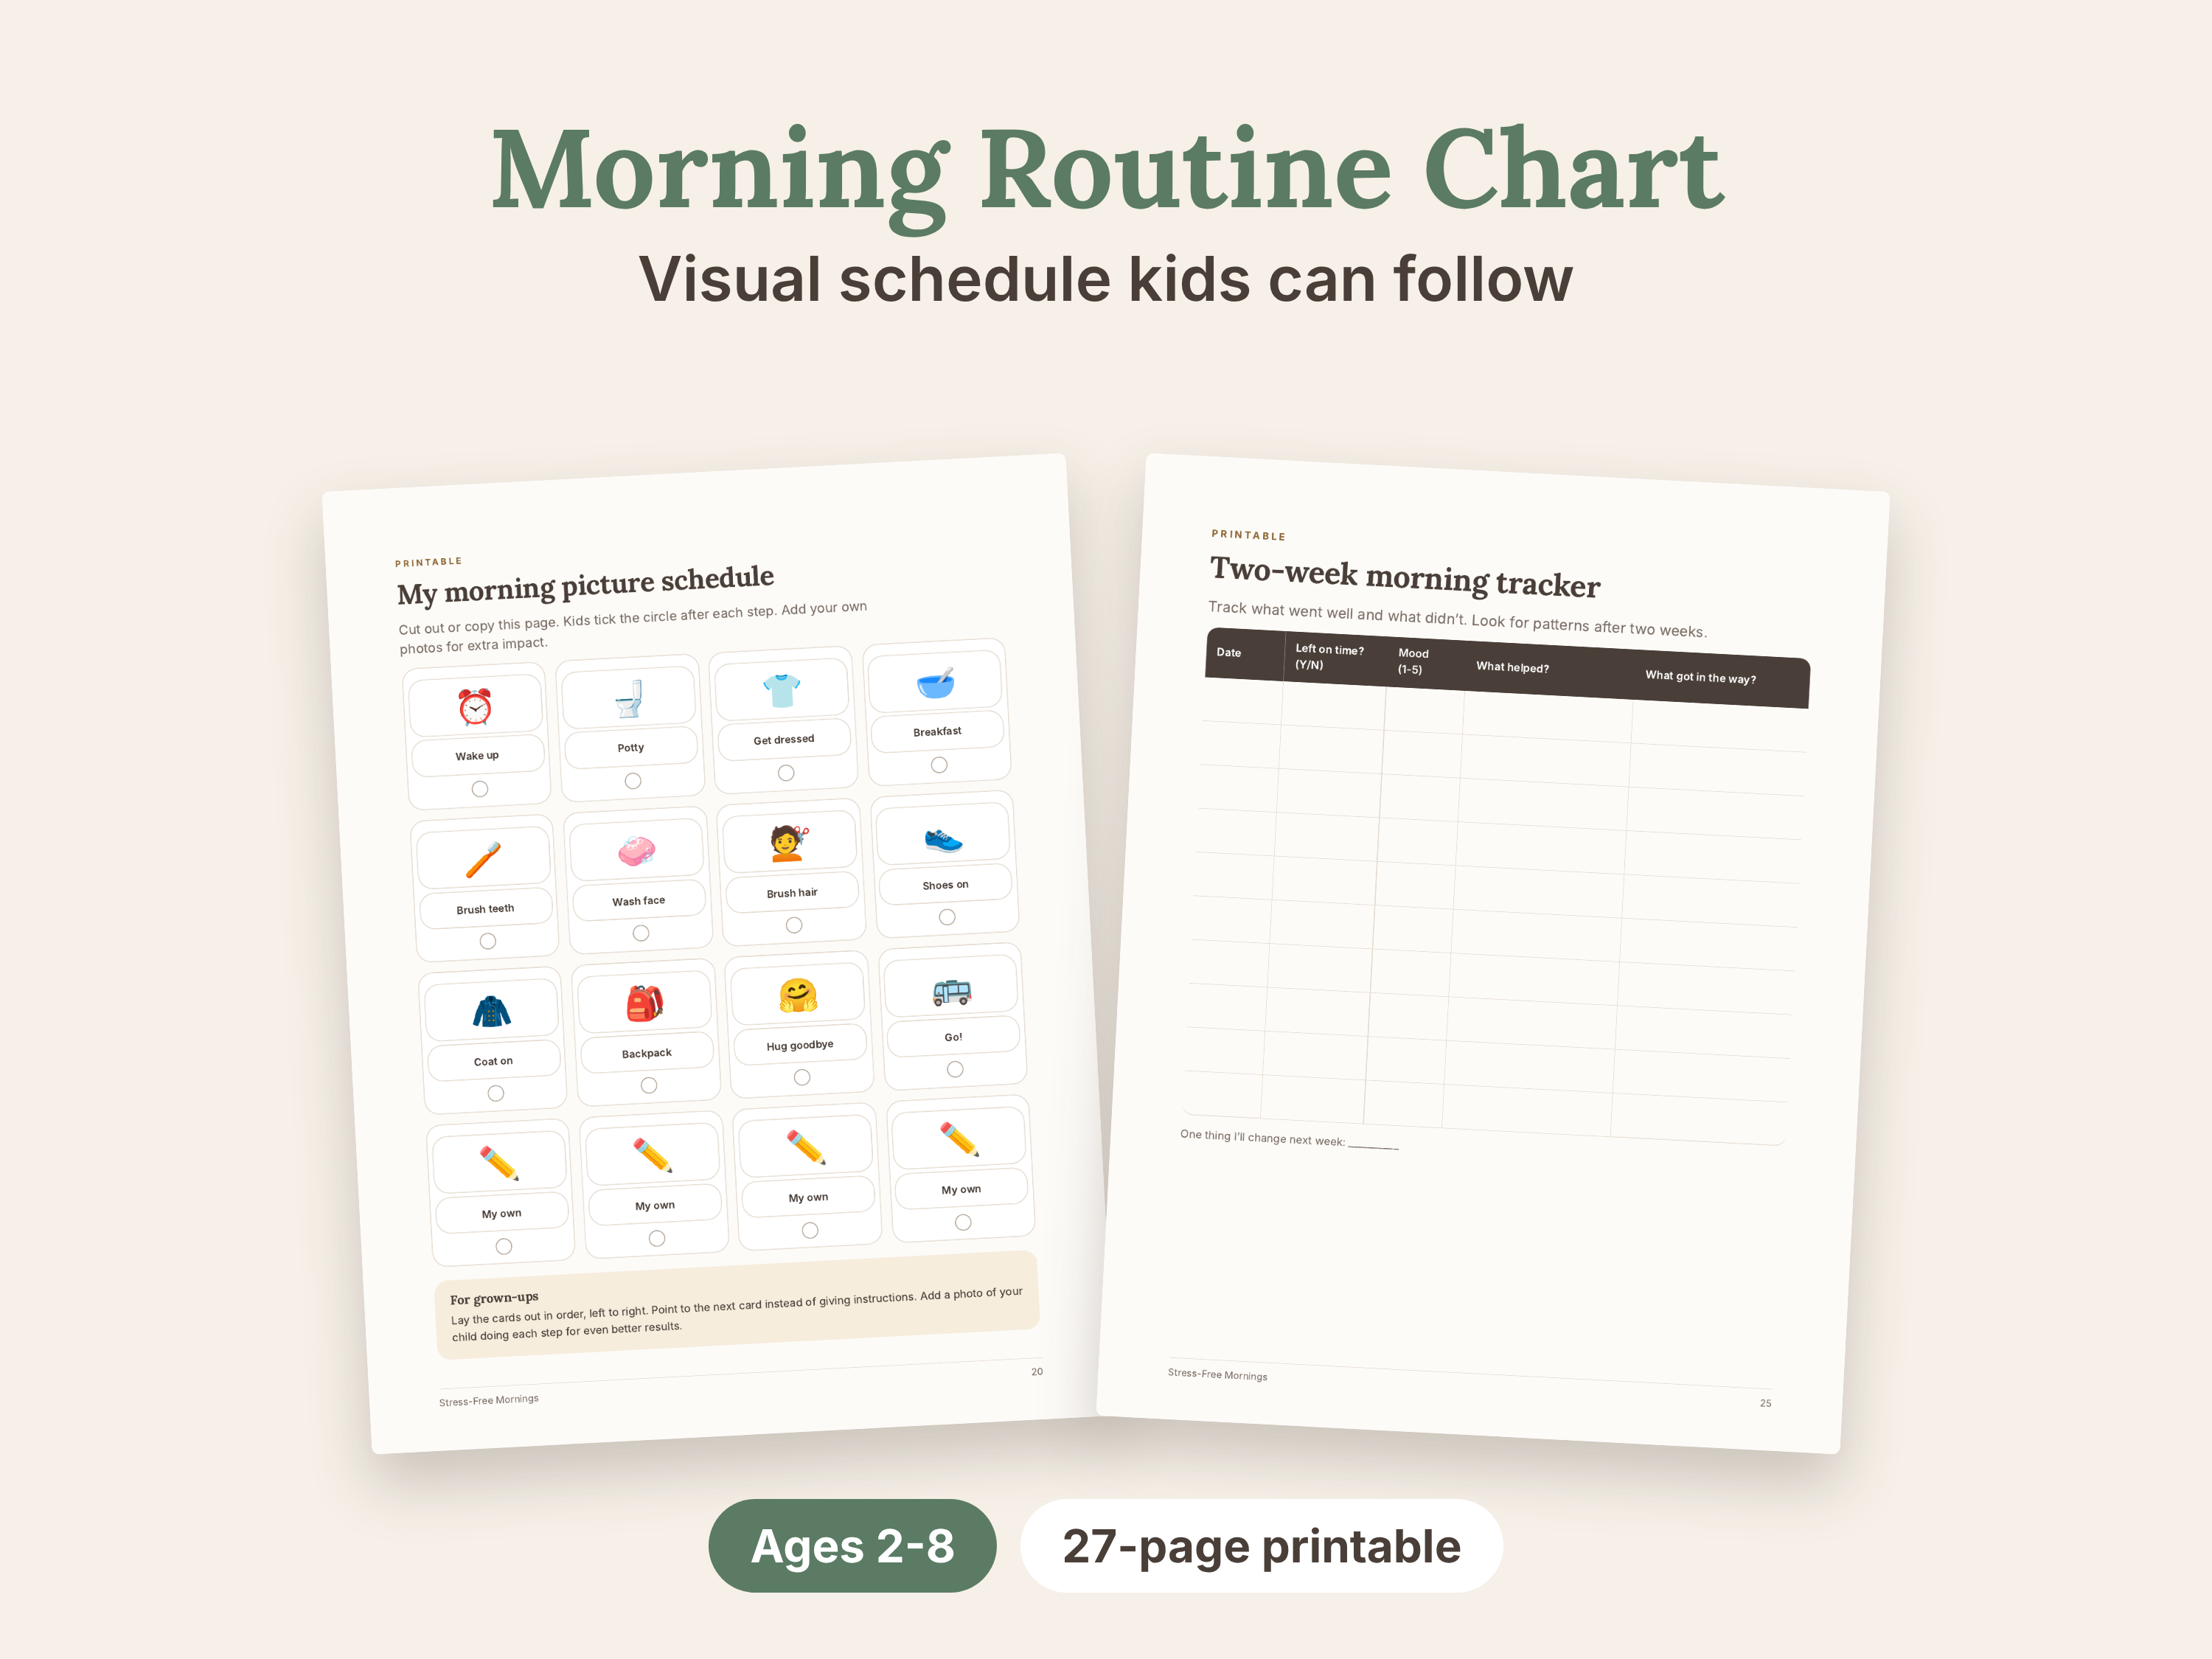 Morning Routine Chart
Visual schedule kids can follow
PRINTABLE
My morning picture schedule
Cut out or copy this page. Kids tick the circle after each step. Add your own
photos for extra impact.
Wake up
Potty
Get dressed
Breakfast
Brush teeth
Wash face
Brush hair
Shoes on
Coat on
Backpack
Hug goodbye
Go!
My own
My own
My own
My own
For grown-ups
Lay the cards out in order, left to right. Point to the next card instead of giving instructions. Add a photo of your
child doing each step for even better results.
Stress-Free Mornings
20
PRINTABLE
Two-week morning tracker
Track what went well and what didn’t. Look for patterns after two weeks.
Date
Left on time?
(Y/N)
Mood
(1-5)
What helped?
What got in the way?
One thing I’ll change next week: ________
Stress-Free Mornings
25
Ages 2-8
27-page printable